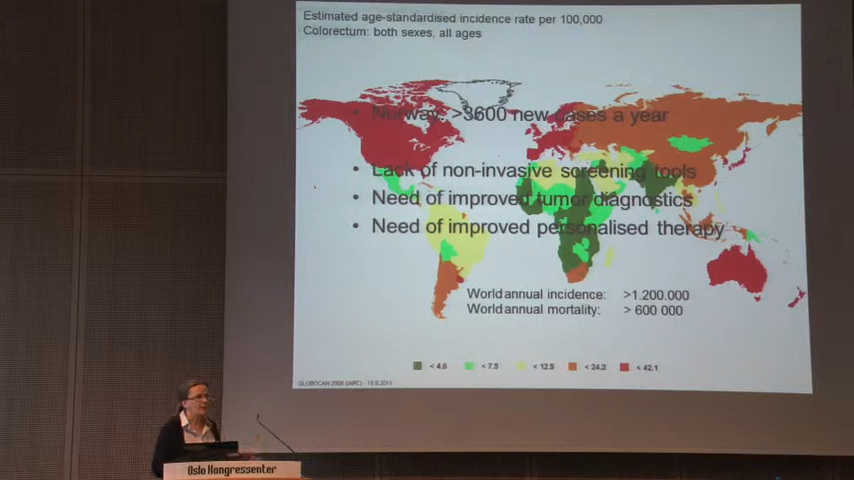 Estimated age-standardised incidence rate per 100,000
Colorectum: both sexes, all ages
• Norway: >3600 new cases a year
• Lack of non-invasive screening tools
• Need of improved tumor diagnostics
• Need of improved personalised therapy
World annual incidence: >1.200.000
World annual mortality: > 600 000
< 4.6 < 7.5 < 12.5 < 24.2 < 42.1
GLOBOCAN 2008 (IARC) - 13.9.2011
Oslo Kongressenter